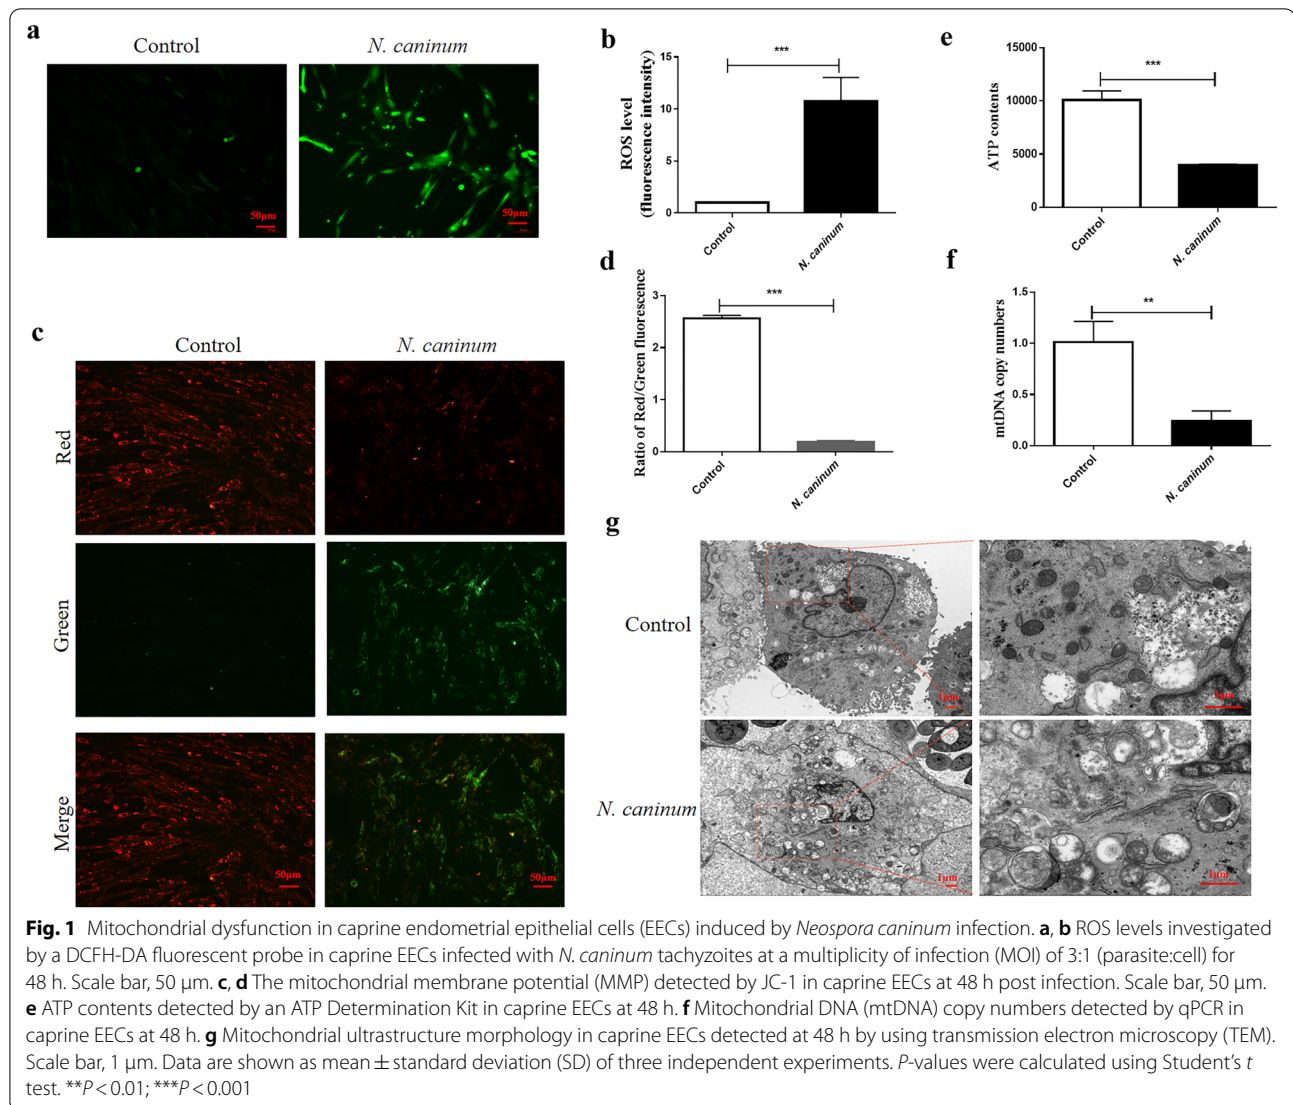 a
Control
N. caninum
50μm
50μm
b
ROS level
(fluorescence intensity)
15
10
5
0
***
Control
N. caninum
e
ATP contents
15000
10000
5000
0
***
Control
N. caninum
c
Control
N. caninum
Red
Green
Merge
50μm
50μm
d
Ratio of Red/Green fluorescence
3
2
1
0
***
Control
N. caninum
f
mtDNA copy numbers
1.5
1.0
0.5
0.0
**
Control
N. caninum
g
Control
1μm
1μm
N. caninum
1μm
1μm
Fig. 1 Mitochondrial dysfunction in caprine endometrial epithelial cells (EECs) induced by Neospora caninum infection. a, b ROS levels investigated
by a DCFH-DA fluorescent probe in caprine EECs infected with N. caninum tachyzoites at a multiplicity of infection (MOI) of 3:1 (parasite:cell) for
48 h. Scale bar, 50 μm. c, d The mitochondrial membrane potential (MMP) detected by JC-1 in caprine EECs at 48 h post infection. Scale bar, 50 μm.
e ATP contents detected by an ATP Determination Kit in caprine EECs at 48 h. f Mitochondrial DNA (mtDNA) copy numbers detected by qPCR in
caprine EECs at 48 h. g Mitochondrial ultrastructure morphology in caprine EECs detected at 48 h by using transmission electron microscopy (TEM).
Scale bar, 1 μm. Data are shown as mean ± standard deviation (SD) of three independent experiments. P-values were calculated using Student's t
test. **P < 0.01; ***P < 0.001